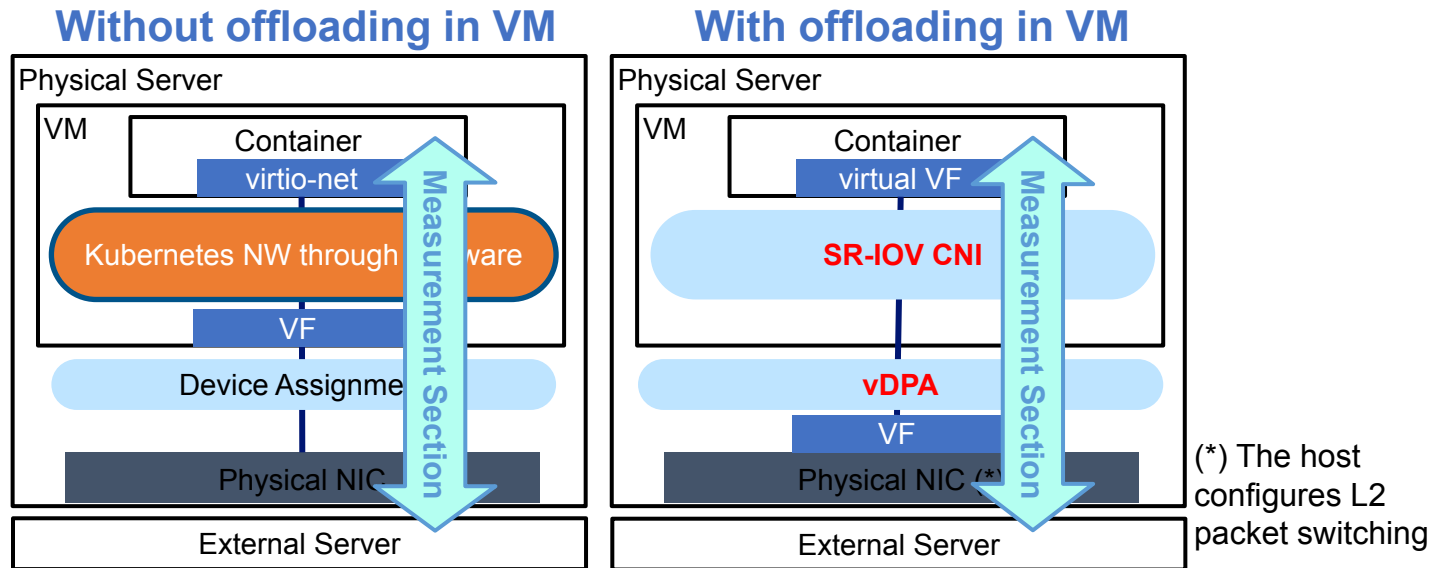 Without offloading in VM
Physical Server
VM
Container
virtio-net
Kubernetes NW through
VF
Device Assignme
Physical NIC
External Server
Measurement Section
With offloading in VM
Physical Server
VM
Container
virtual VF
SR-IOV CNI
vDPA
VF
Physical NIC (*)
External Server
Measurement Section
(*) The host
configures L2
packet switching